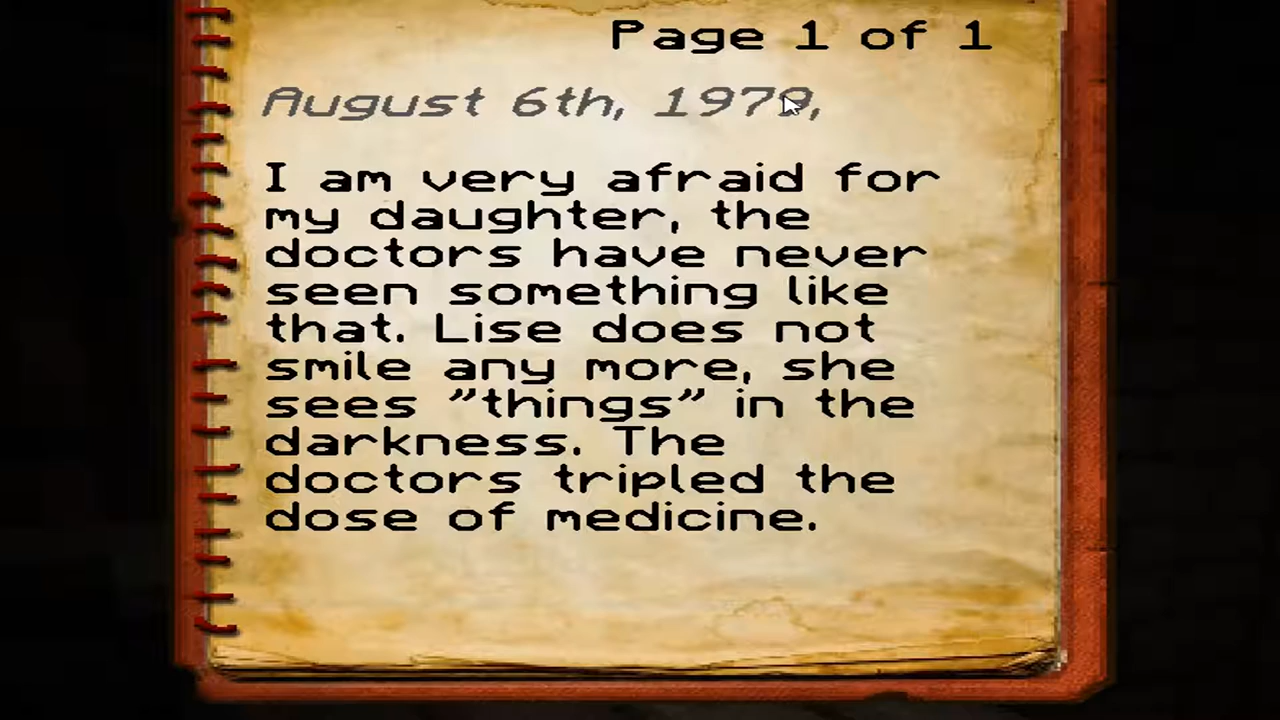 Page 1 of 1
August 6th, 1979,
I am very afraid for
my daughter, the
doctors have never
seen something like
that. Lise does not
smile any more, she
sees "things" in the
darkness. The
doctors tripled the
dose of medicine.